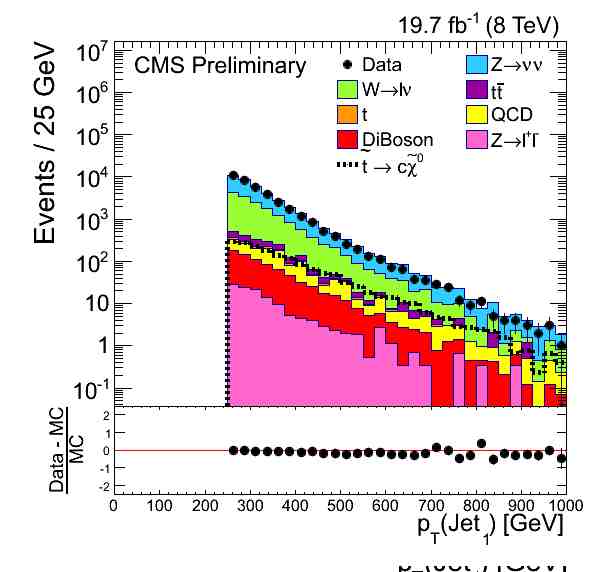 19.7 fb⁻¹ (8 TeV)
CMS Preliminary
Data
Z→νν
W→lν
tt̄
t
QCD
DiBoson
Z→l⁺l⁻
t̃ → cχ̃⁰
Events / 25 GeV
10⁷
10⁶
10⁵
10⁴
10³
10²
10
1
10⁻¹
Data - MC
MC
2
1
0
-1
-2
0 100 200 300 400 500 600 700 800 900 1000
p_T(Jet_1) [GeV]